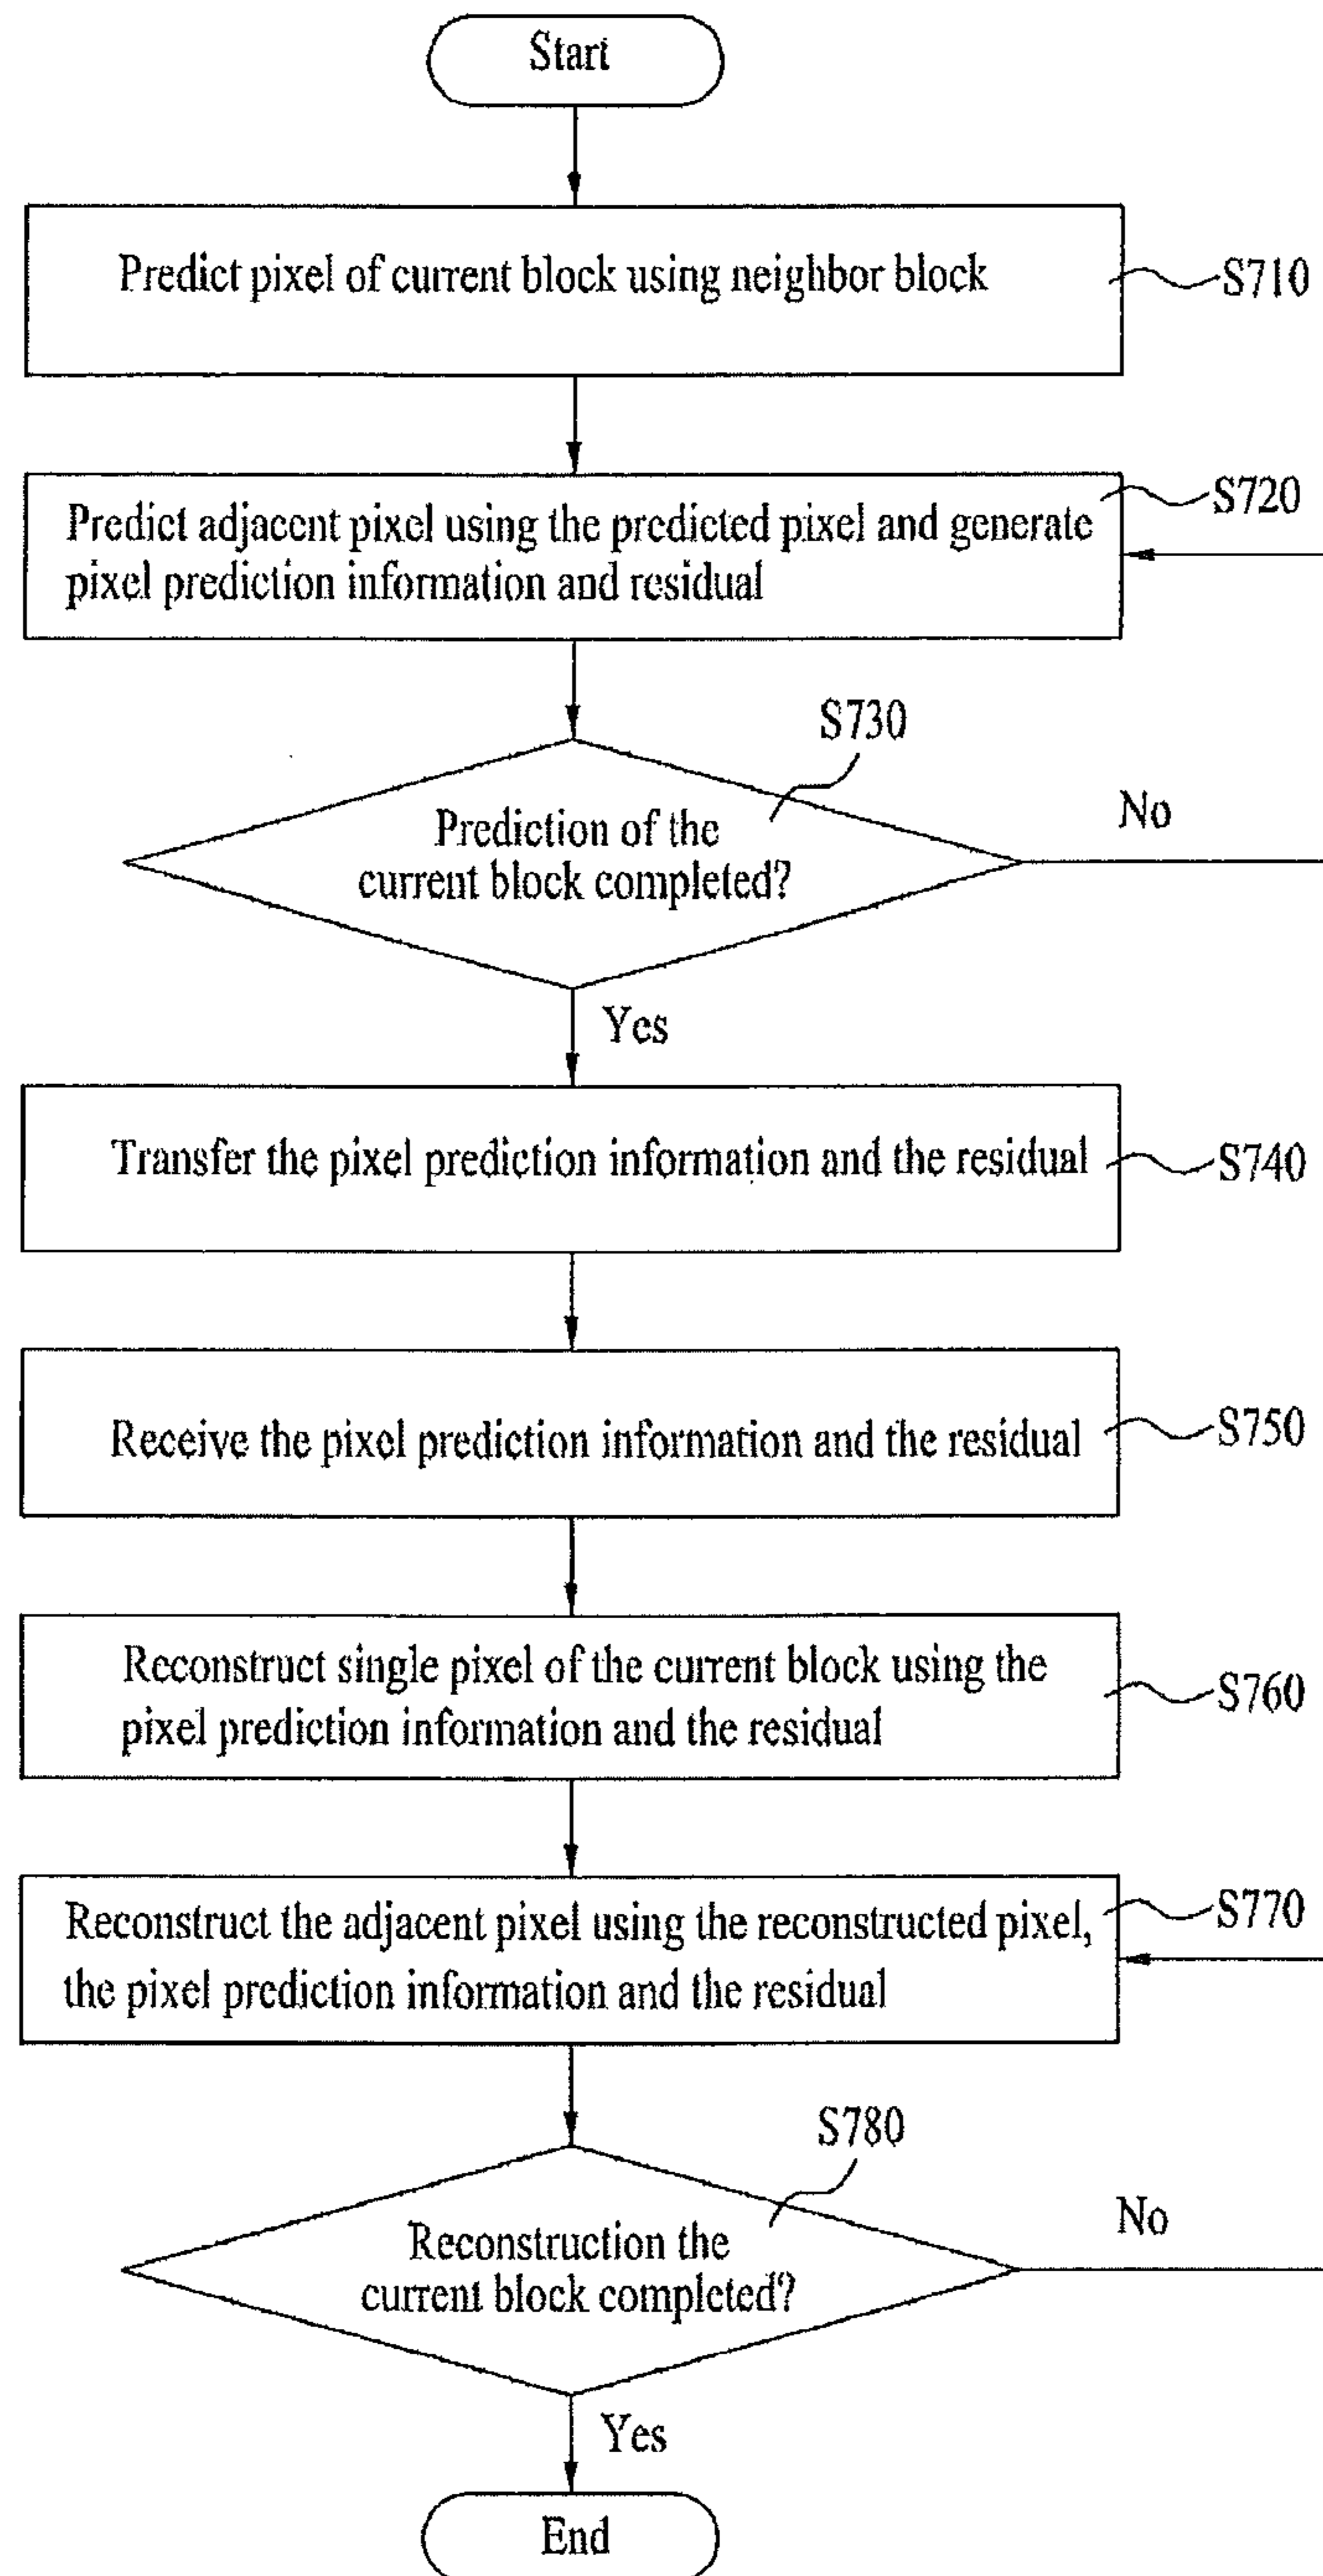 Start
Predict pixel of current block using neighbor block
S710
Predict adjacent pixel using the predicted pixel and generate
pixel prediction information and residual
S720
S730
Prediction of the
current block completed?
No
Yes
Transfer the pixel prediction information and the residual
S740
Receive the pixel prediction information and the residual
S750
Reconstruct single pixel of the current block using the
pixel prediction information and the residual
S760
Reconstruct the adjacent pixel using the reconstructed pixel,
the pixel prediction information and the residual
S770
S780
Reconstruction the
current block completed?
No
Yes
End